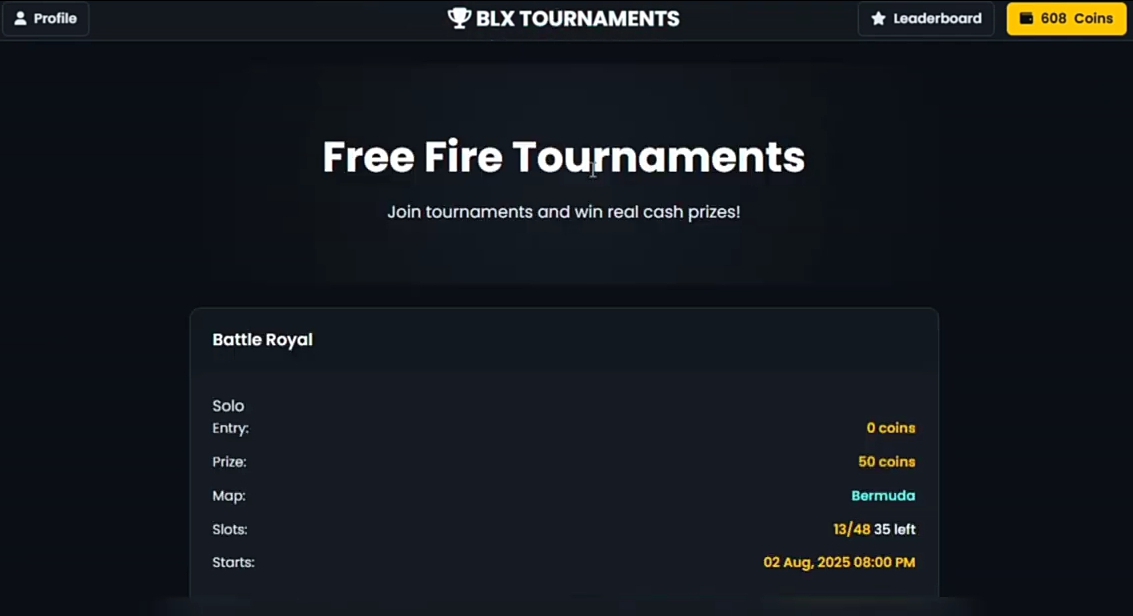 Profile
BLX TOURNAMENTS
Leaderboard
608 Coins
Free Fire Tournaments
Join tournaments and win real cash prizes!
Battle Royal
Solo
Entry: 0 coins
Prize: 50 coins
Map: Bermuda
Slots: 13/48 35 left
Starts: 02 Aug, 2025 08:00 PM